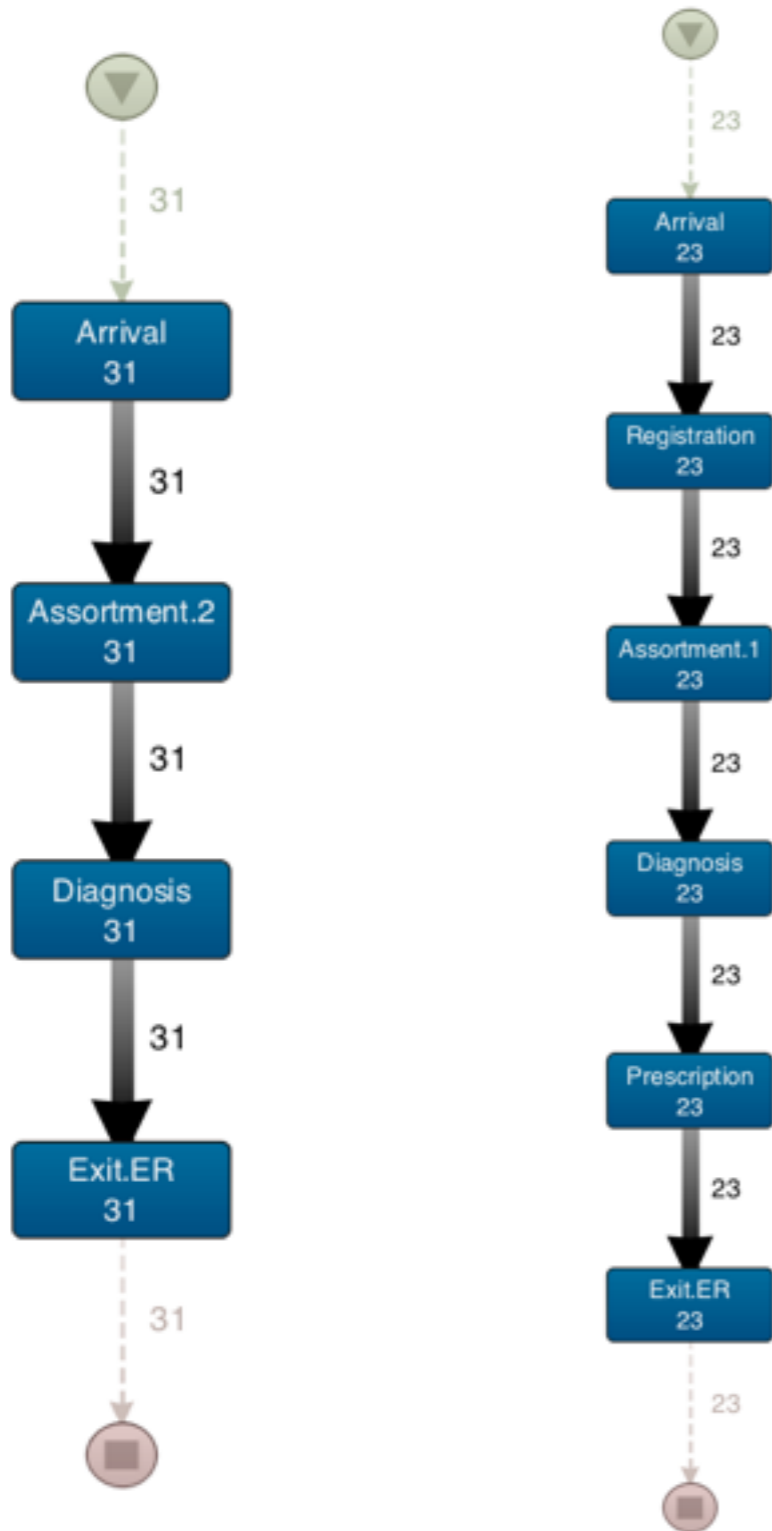 31
Arrival
31
31
Assortment.2
31
31
Diagnosis
31
31
Exit.ER
31
31
23
Arrival
23
23
Registration
23
23
Assortment.1
23
23
Diagnosis
23
23
Prescription
23
23
Exit.ER
23
23